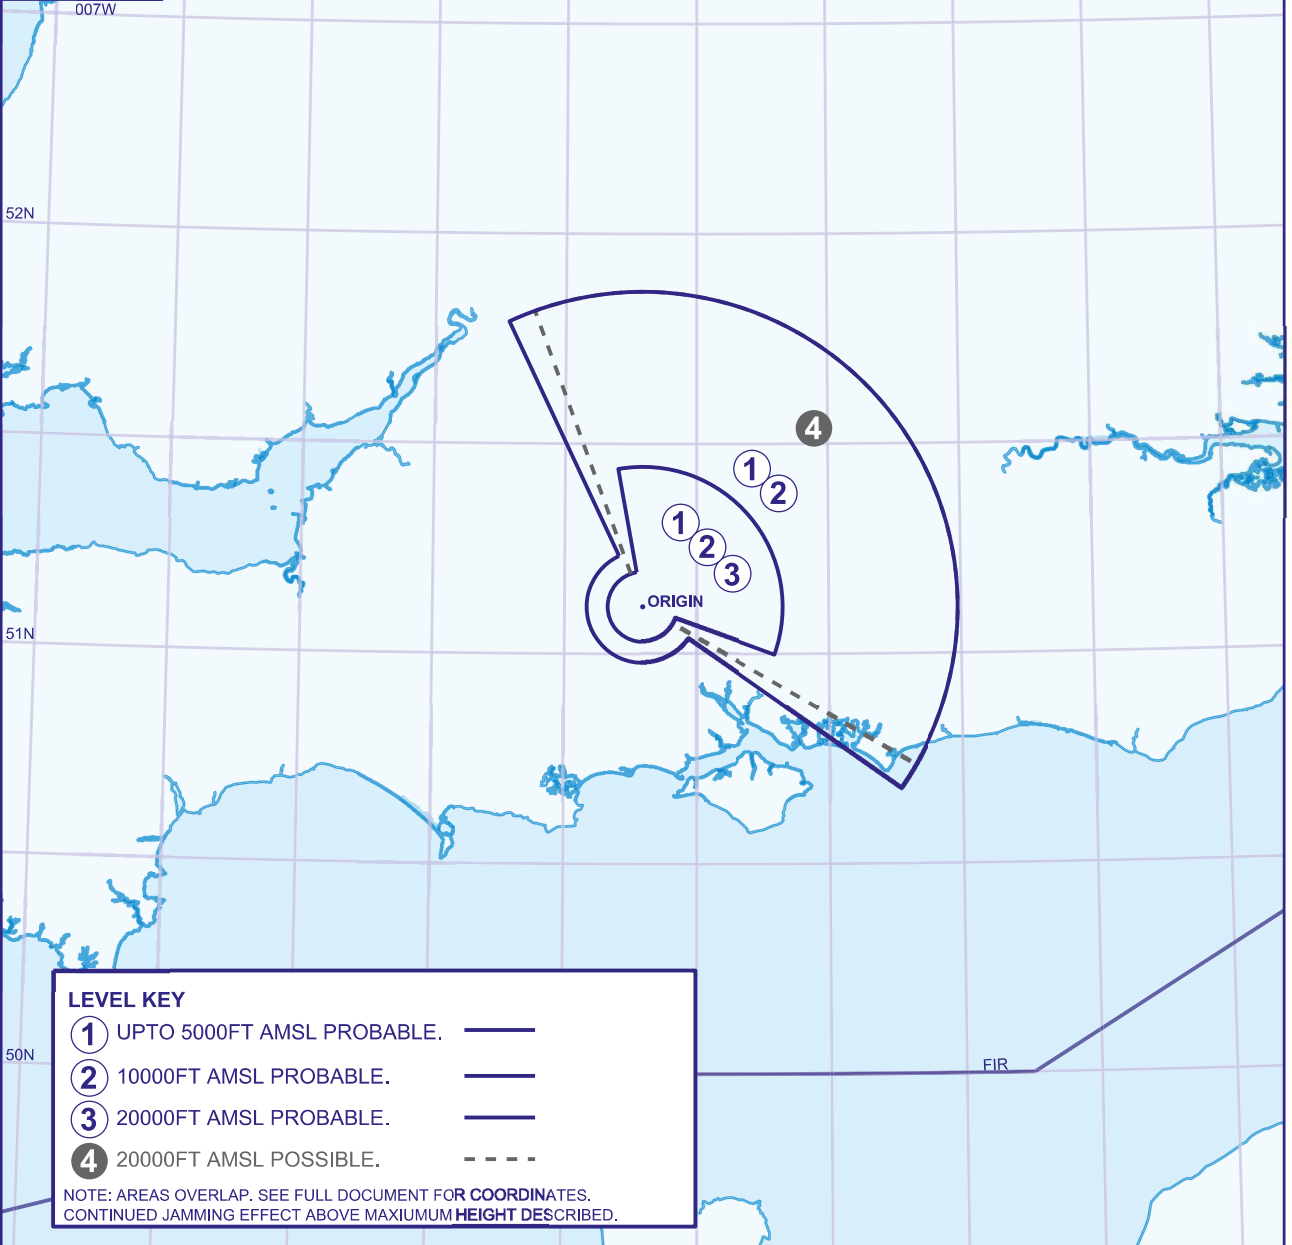 007W
52N
4
1
2
1
2
3
ORIGIN
51N
50N
FIR
LEVEL KEY
1 UPTO 5000FT AMSL PROBABLE.
2 10000FT AMSL PROBABLE.
3 20000FT AMSL PROBABLE.
4 20000FT AMSL POSSIBLE.
NOTE: AREAS OVERLAP. SEE FULL DOCUMENT FOR COORDINATES.
CONTINUED JAMMING EFFECT ABOVE MAXIUMUM HEIGHT DESCRIBED.